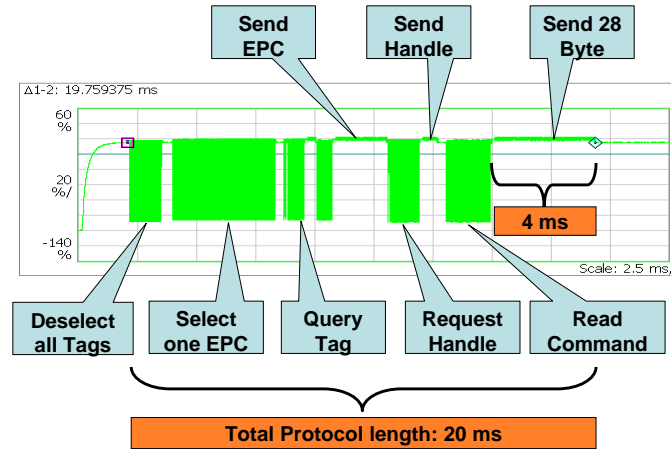 Send
EPC
Send
Handle
Send 28
Byte
Δ1-2: 19.759375 ms
60
%
20
%/
-140
%
4 ms
Scale: 2.5 ms,
Deselect
all Tags
Select
one EPC
Query
Tag
Request
Handle
Read
Command
Total Protocol length: 20 ms